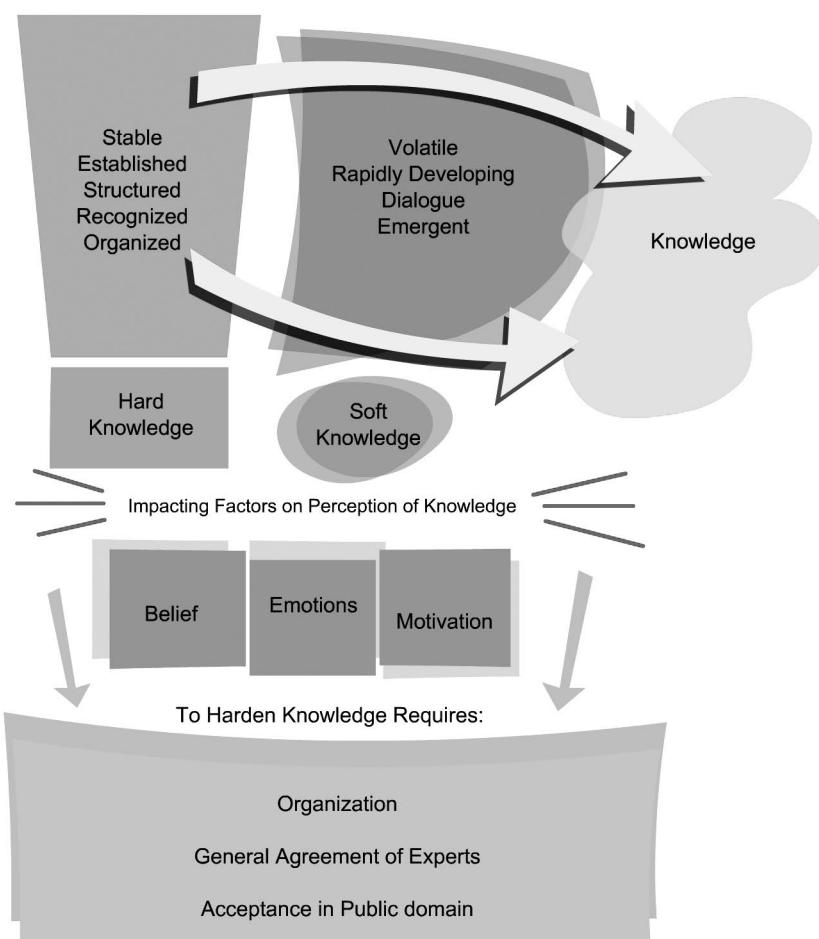 Stable
Established
Structured
Recognized
Organized
Volatile
Rapidly Developing
Dialogue
Emergent
Knowledge
Hard
Knowledge
Soft
Knowledge
Impacting Factors on Perception of Knowledge
Belief
Emotions
Motivation
To Harden Knowledge Requires:
Organization
General Agreement of Experts
Acceptance in Public domain